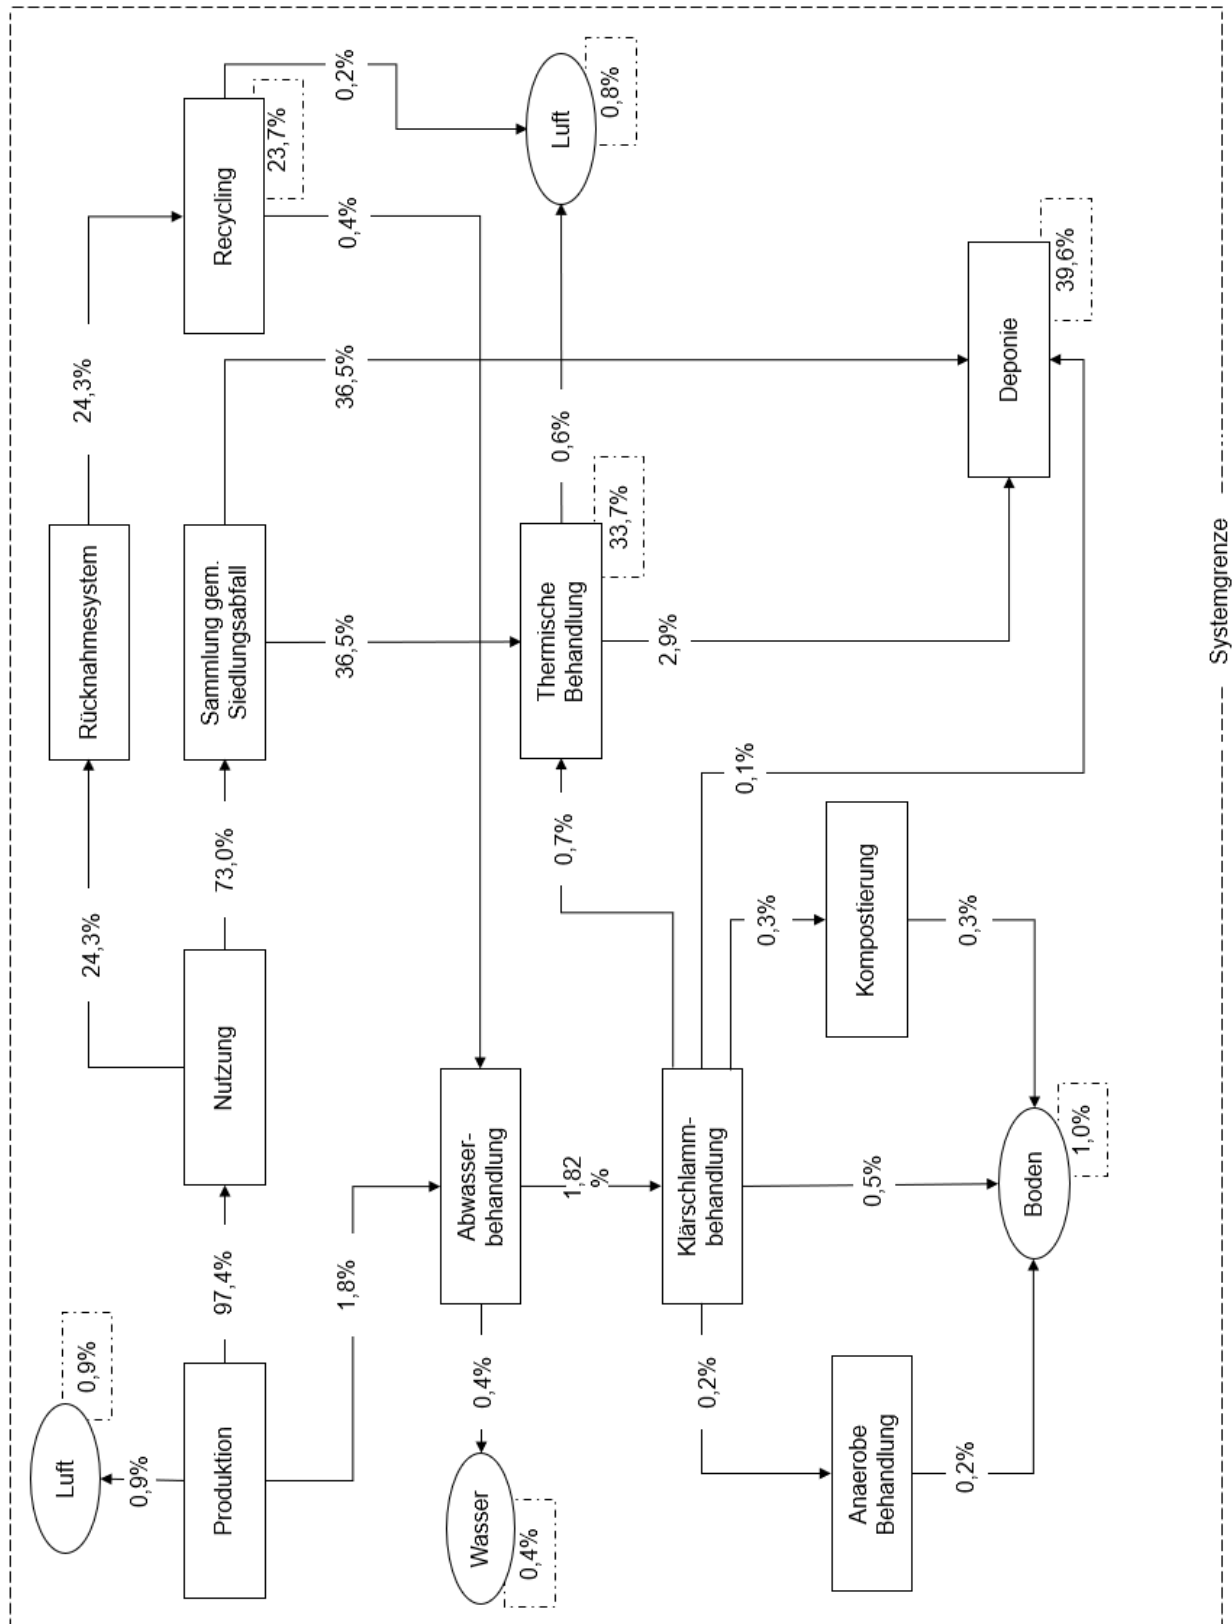 Luft
0,9%
0,9%
Produktion
97,4%
Nutzung
24,3%
Rücknahmesystem
24,3%
73,0%
Sammlung gem.
Siedlungsabfall
Recycling
23,7%
0,2%
0,4%
36,5%
36,5%
1,8%
Luft
0,8%
0,6%
Thermische
Behandlung
33,7%
2,9%
0,7%
Abwasser-
behandlung
0,4%
Wasser
0,4%
1,82
%
Klärschlamm-
behandlung
0,1%
0,3%
Kompostierung
0,3%
0,5%
0,2%
Anaerobe
Behandlung
0,2%
Boden
1,0%
Deponie
39,6%
Systemgrenze